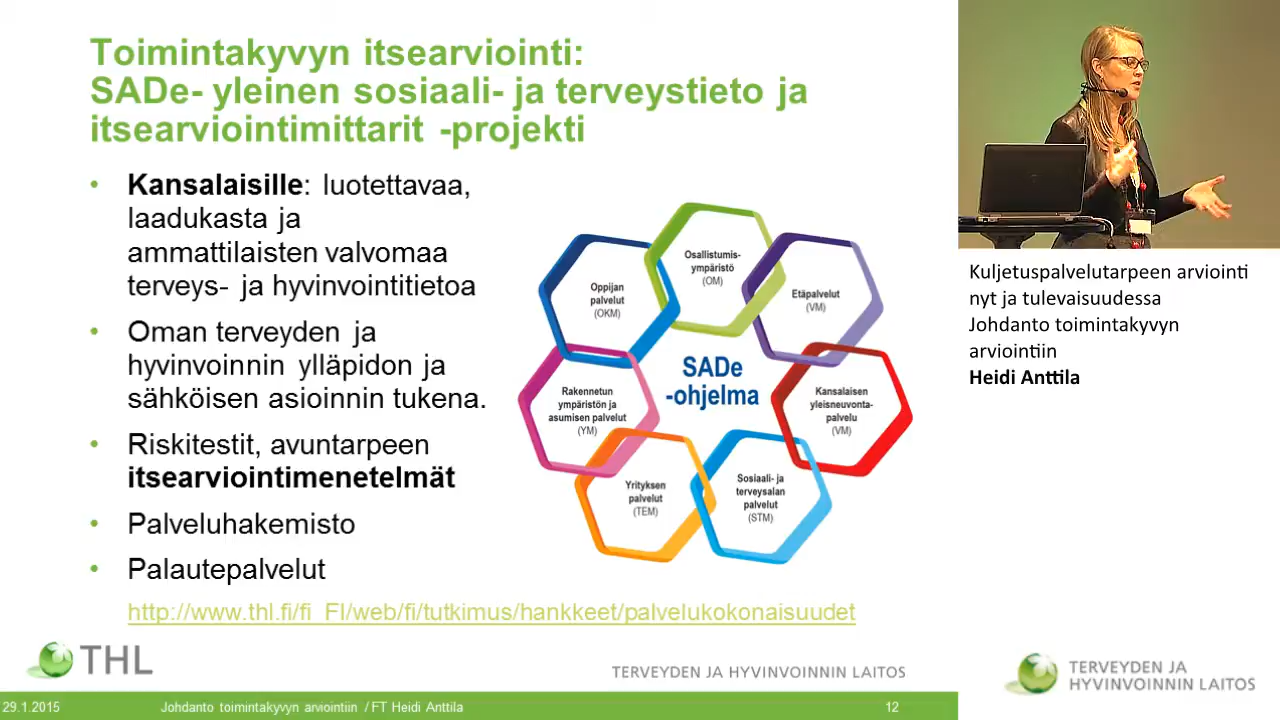 Toimintakyvyn itsearviointi:
SADe- yleinen sosiaali- ja terveystieto ja
itsearviointimittarit -projekti
• Kansalaisille: luotettavaa,
laadukasta ja
ammattilaisten valvomaa
terveys- ja hyvinvointitietoa
• Oman terveyden ja
hyvinvoinnin ylläpidon ja
sähköisen asioinnin tukena.
• Riskitestit, avuntarpeen
itsearviointimenetelmät
• Palveluhakemisto
• Palautepalvelut
http://www.thl.fi/fi_FI/web/fi/tutkimus/hankkeet/palvelukokonaisuudet
Osallistumis-
ympäristö
(OM)
Oppijan
palvelut
(OKM)
Etäpalvelut
(VM)
SADe
-ohjelma
Rakennetun
ympäristön ja
asumisen palvelut
(YM)
Kansalaisen
yleisneuvonta-
palvelu
(VM)
Yrityksen
palvelut
(TEM)
Sosiaali- ja
terveysalan
palvelut
(STM)
THL
TERVEYDEN JA HYVINVOINNIN LAITOS
29.1.2015
Johdanto toimintakyvyn arviointiin / FT Heidi Anttila
12
Kuljetuspalvelutarpeen arviointi
nyt ja tulevaisuudessa
Johdanto toimintakyvyn
arviointiin
Heidi Anttila
TERVEYDEN JA
HYVINVOINNIN LAITOS